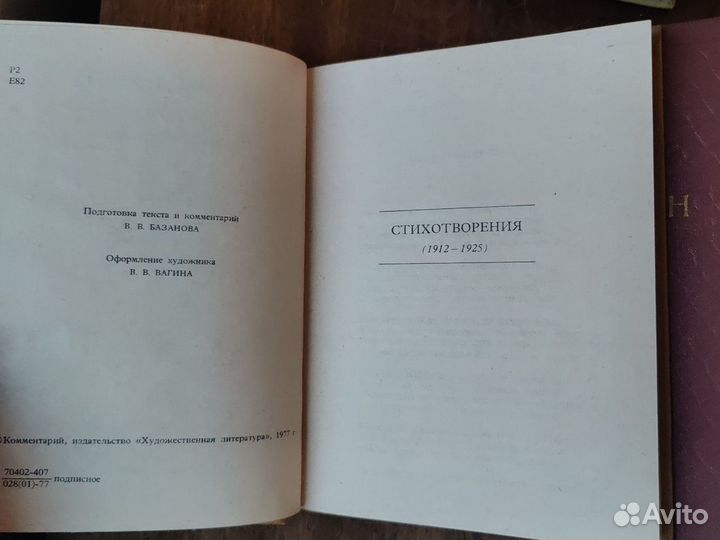 Р2
Е82
Подготовка текста и комментарий
В. В. БАЗАНОВА
Оформление художника
В. В. ВАГИНА
Комментарий, издательство «Художественная литература», 1977 г
70402-407
028(01)-77 подписное
СТИХОТВОРЕНИЯ
(1912—1925)
Н
Avito